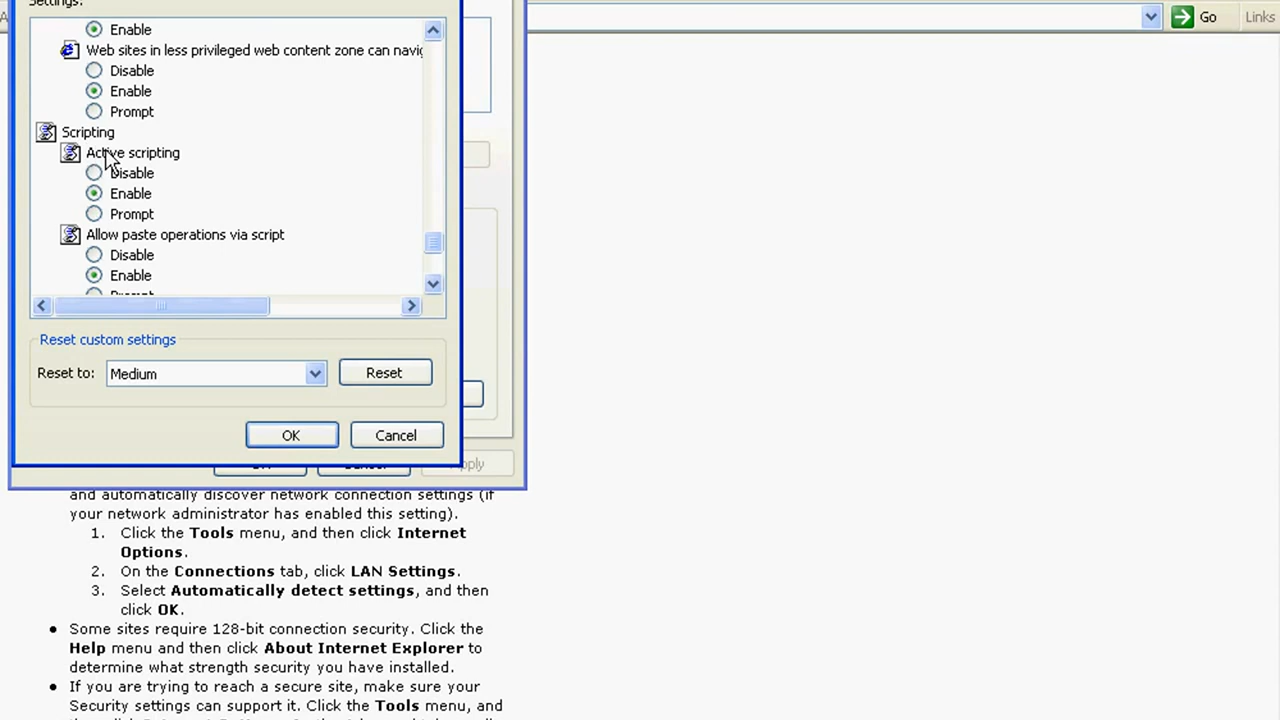 Settings:
Go
Links
Enable
Web sites in less privileged web content zone can navig
Disable
Enable
Prompt
Scripting
Active scripting
Disable
Enable
Prompt
Allow paste operations via script
Disable
Enable
Prompt
Reset custom settings
Reset to:
Medium
Reset
OK
Cancel
Apply
and automatically discover network connection settings (if
your network administrator has enabled this setting).
1. Click the Tools menu, and then click Internet
Options.
2. On the Connections tab, click LAN Settings.
3. Select Automatically detect settings, and then
click OK.
• Some sites require 128-bit connection security. Click the
Help menu and then click About Internet Explorer to
determine what strength security you have installed.
• If you are trying to reach a secure site, make sure your
Security settings can support it. Click the Tools menu, and